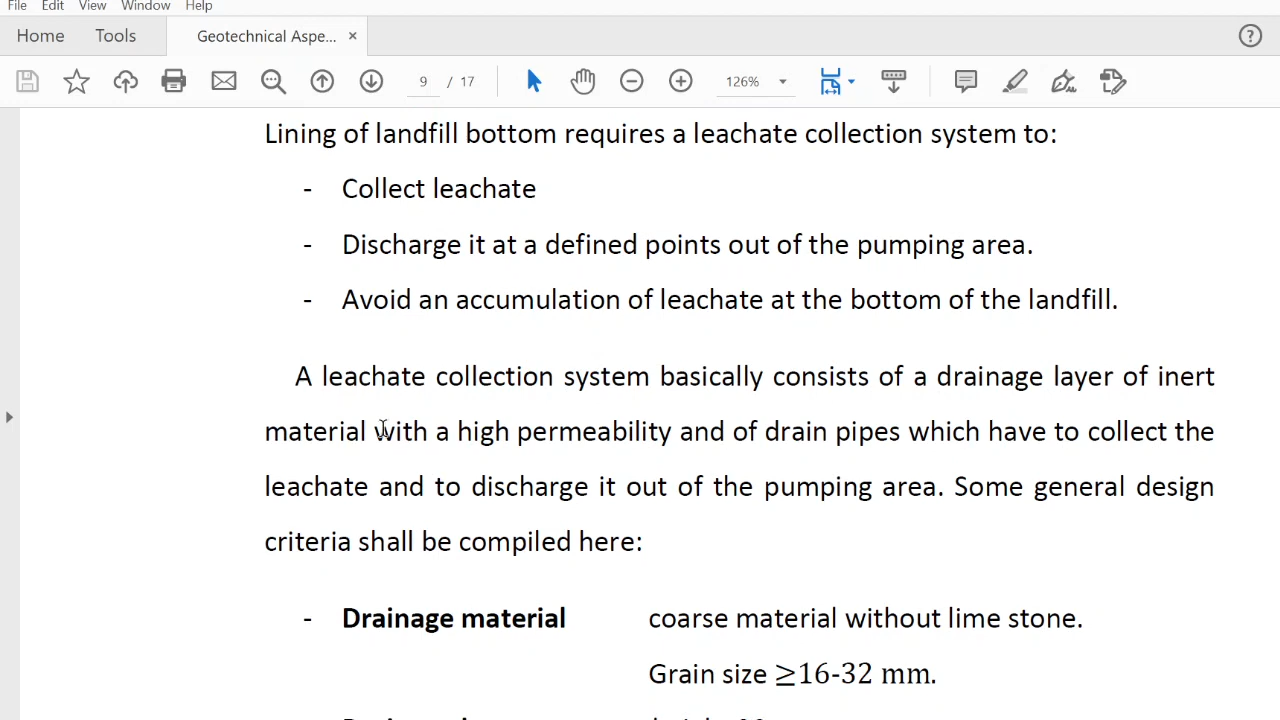 File Edit View Window Help
Home Tools Geotechnical Aspe... ×
9 / 17 126%
Lining of landfill bottom requires a leachate collection system to:
- Collect leachate
- Discharge it at a defined points out of the pumping area.
- Avoid an accumulation of leachate at the bottom of the landfill.
A leachate collection system basically consists of a drainage layer of inert
material with a high permeability and of drain pipes which have to collect the
leachate and to discharge it out of the pumping area. Some general design
criteria shall be compiled here:
- Drainage material coarse material without lime stone.
Grain size ≥16-32 mm.